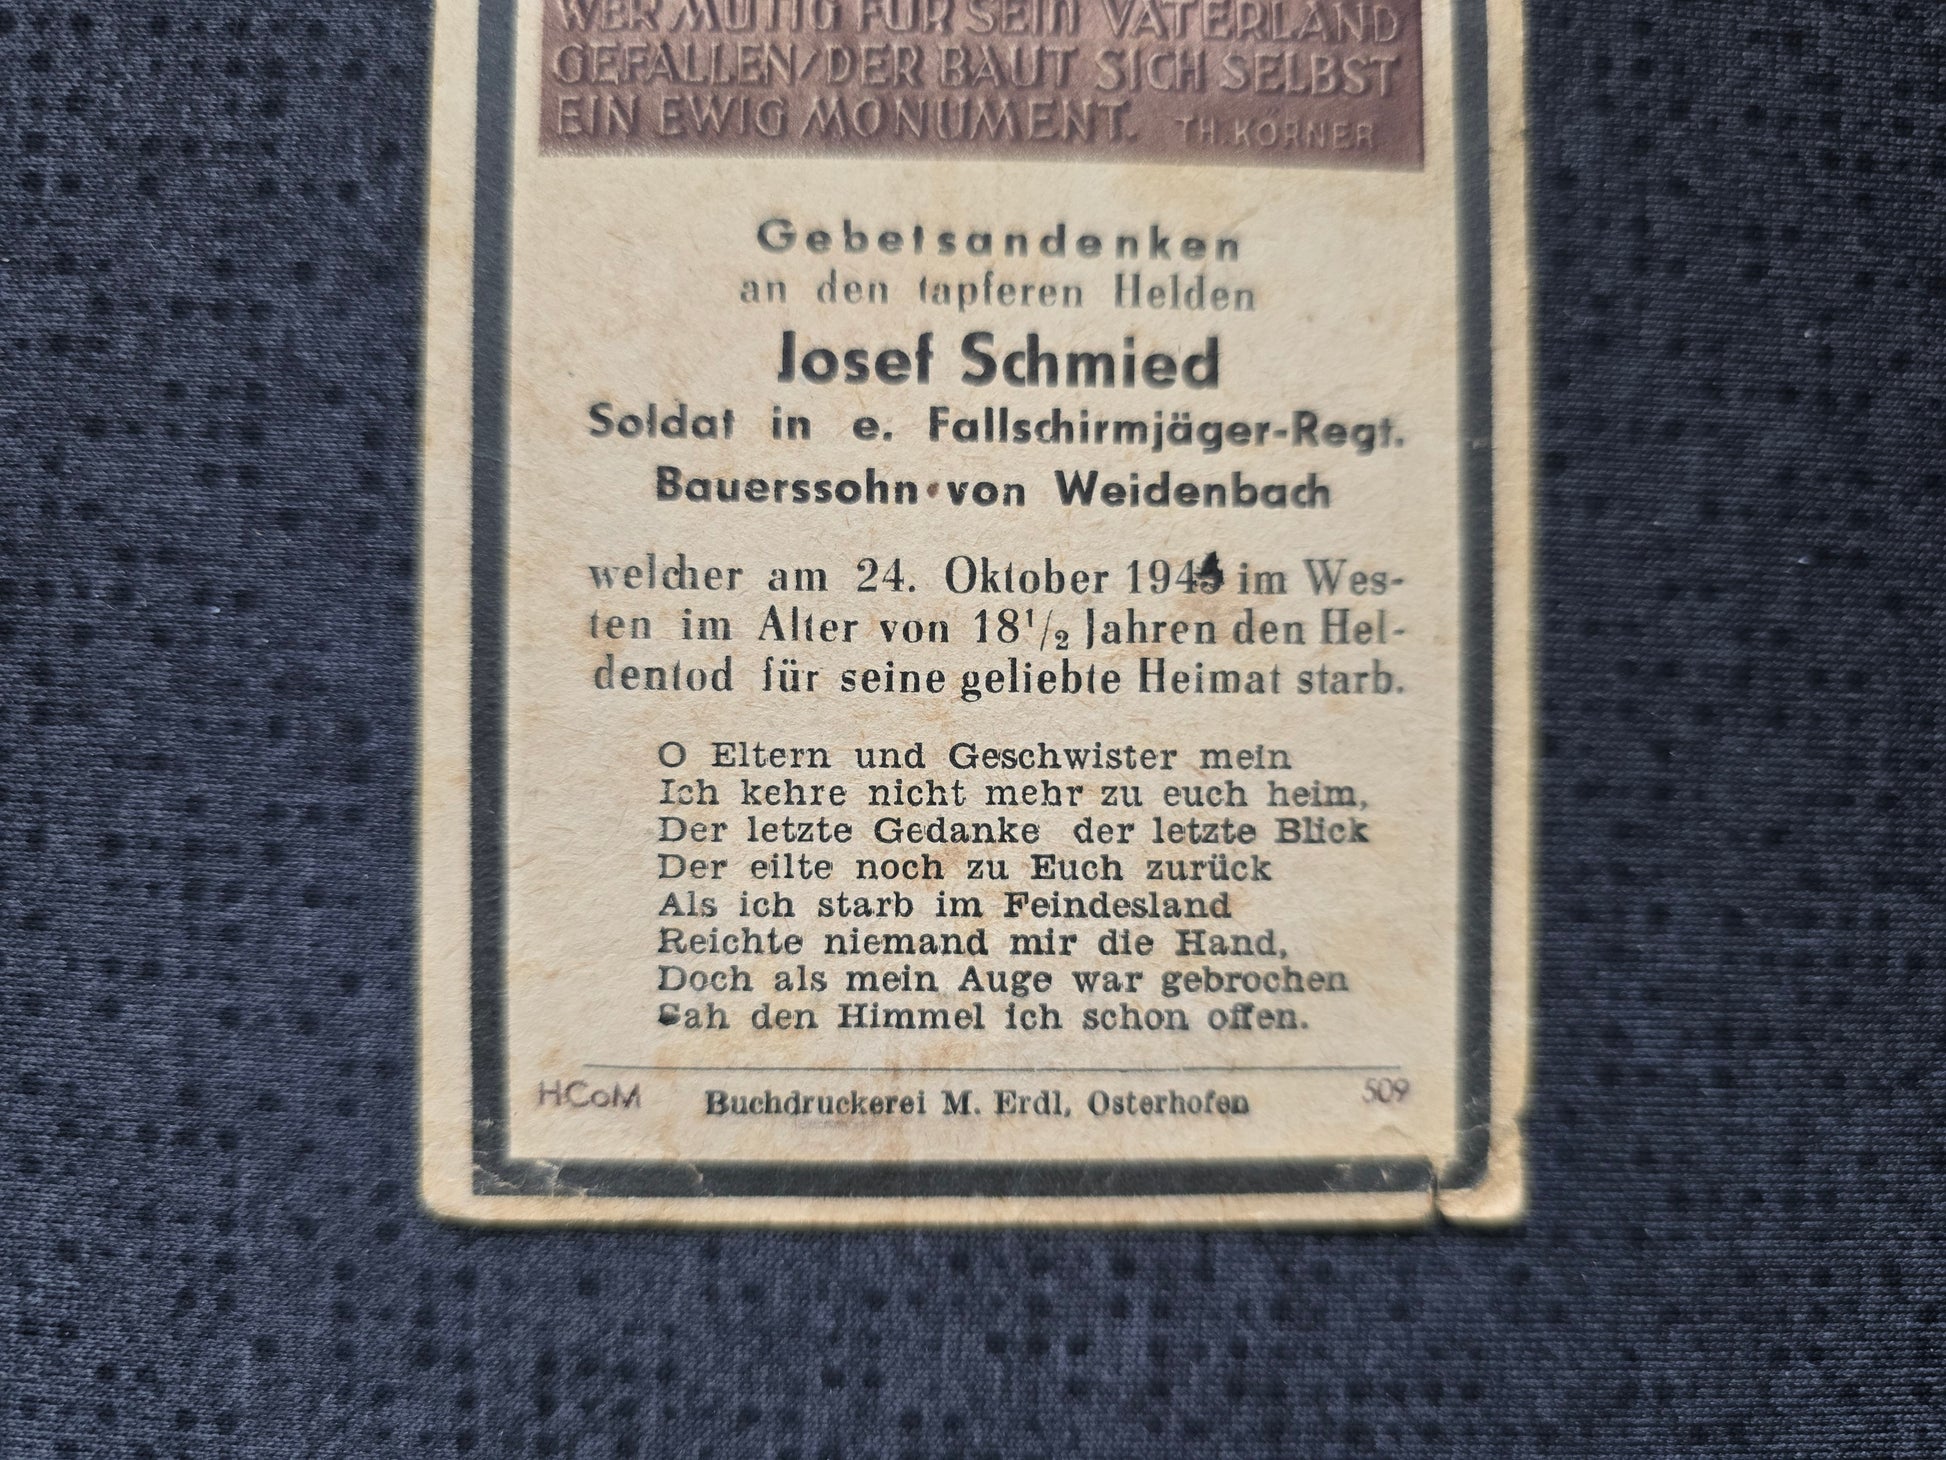 WER MUTIG FÜR SEIN VATERLAND
GEFALLEN/DER BAUT SICH SELBST
EIN EWIG MONUMENT. TH. KÖRNER
Gebetsandenken
an den tapferen Helden
Josef Schmied
Soldat in e. Fallschirmjäger-Regt.
Bauerssohn von Weidenbach
welcher am 24. Oktober 1944 im Wes-
ten im Alter von 18 1/2 Jahren den Hel-
dentod für seine geliebte Heimat starb.
O Eltern und Geschwister mein
Ich kehre nicht mehr zu euch heim,
Der letzte Gedanke der letzte Blick
Der eilte noch zu Euch zurück
Als ich starb im Feindesland
Reichte niemand mir die Hand,
Doch als mein Auge war gebrochen
Sah den Himmel ich schon offen.
HCoM Buchdruckerei M. Erdl, Osterhofen 509